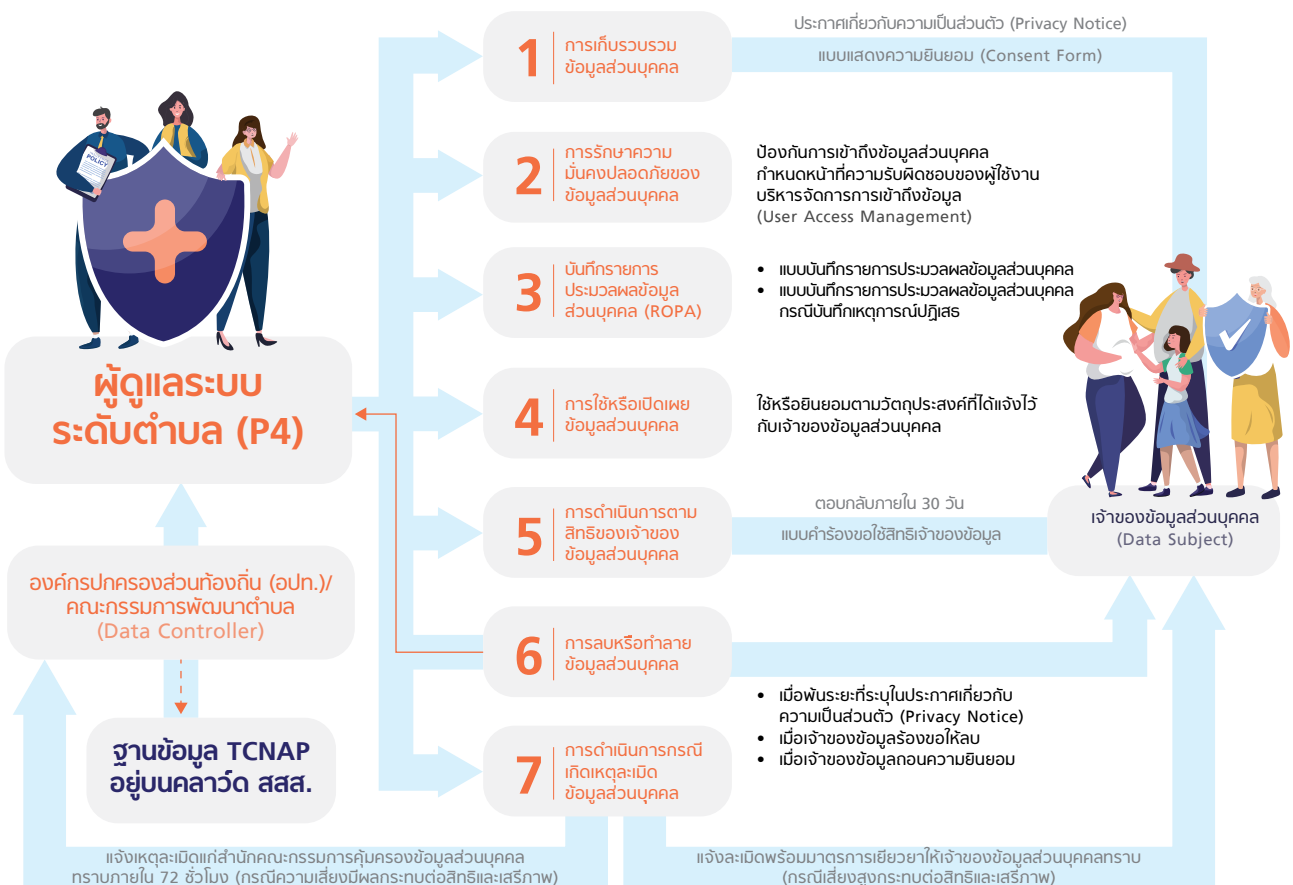 ประกาศเกี่ยวกับความเป็นส่วนตัว (Privacy Notice)
แบบแสดงความยินยอม (Consent Form)
1
การเก็บรวบรวม
ข้อมูลส่วนบุคคล
2
การรักษาความ
มั่นคงปลอดภัยของ
ข้อมูลส่วนบุคคล
ป้องกันการเข้าถึงข้อมูลส่วนบุคคล
กำหนดหน้าที่ความรับผิดชอบของผู้ใช้งาน
บริหารจัดการการเข้าถึงข้อมูล
(User Access Management)
POLICY
3
บันทึกรายการ
ประมวลผลข้อมูล
ส่วนบุคคล (ROPA)
• แบบบันทึกรายการประมวลผลข้อมูลส่วนบุคคล
• แบบบันทึกรายการประมวลผลข้อมูลส่วนบุคคล
กรณีบันทึกเหตุการณ์ปฏิเสธ
ผู้ดูแลระบบ
ระดับตำบล (P4)
4
การใช้หรือเปิดเผย
ข้อมูลส่วนบุคคล
ใช้หรือยินยอมตามวัตถุประสงค์ที่ได้แจ้งไว้
กับเจ้าของข้อมูลส่วนบุคคล
5
การดำเนินการตาม
สิทธิของเจ้าของ
ข้อมูลส่วนบุคคล
ตอบกลับภายใน 30 วัน
แบบคำร้องขอใช้สิทธิเจ้าของข้อมูล
เจ้าของข้อมูลส่วนบุคคล
(Data Subject)
องค์กรปกครองส่วนท้องถิ่น (อปท.)/
คณะกรรมการพัฒนาตำบล
(Data Controller)
6
การลบหรือทำลาย
ข้อมูลส่วนบุคคล
• เมื่อพ้นระยะที่ระบุในประกาศเกี่ยวกับ
ความเป็นส่วนตัว (Privacy Notice)
• เมื่อเจ้าของข้อมูลร้องขอให้ลบ
• เมื่อเจ้าของข้อมูลถอนความยินยอม
ฐานข้อมูล TCNAP
อยู่บนคลาวด์ สสส.
7
การดำเนินการกรณี
เกิดเหตุละเมิด
ข้อมูลส่วนบุคคล
แจ้งเหตุละเมิดแก่สำนักคณะกรรมการคุ้มครองข้อมูลส่วนบุคคล
ทราบภายใน 72 ชั่วโมง (กรณีความเสี่ยงมีผลกระทบต่อสิทธิและเสรีภาพ)
แจ้งละเมิดพร้อมมาตรการเยียวยาให้เจ้าของข้อมูลส่วนบุคคลทราบ
(กรณีเสี่ยงสูงกระทบต่อสิทธิและเสรีภาพ)